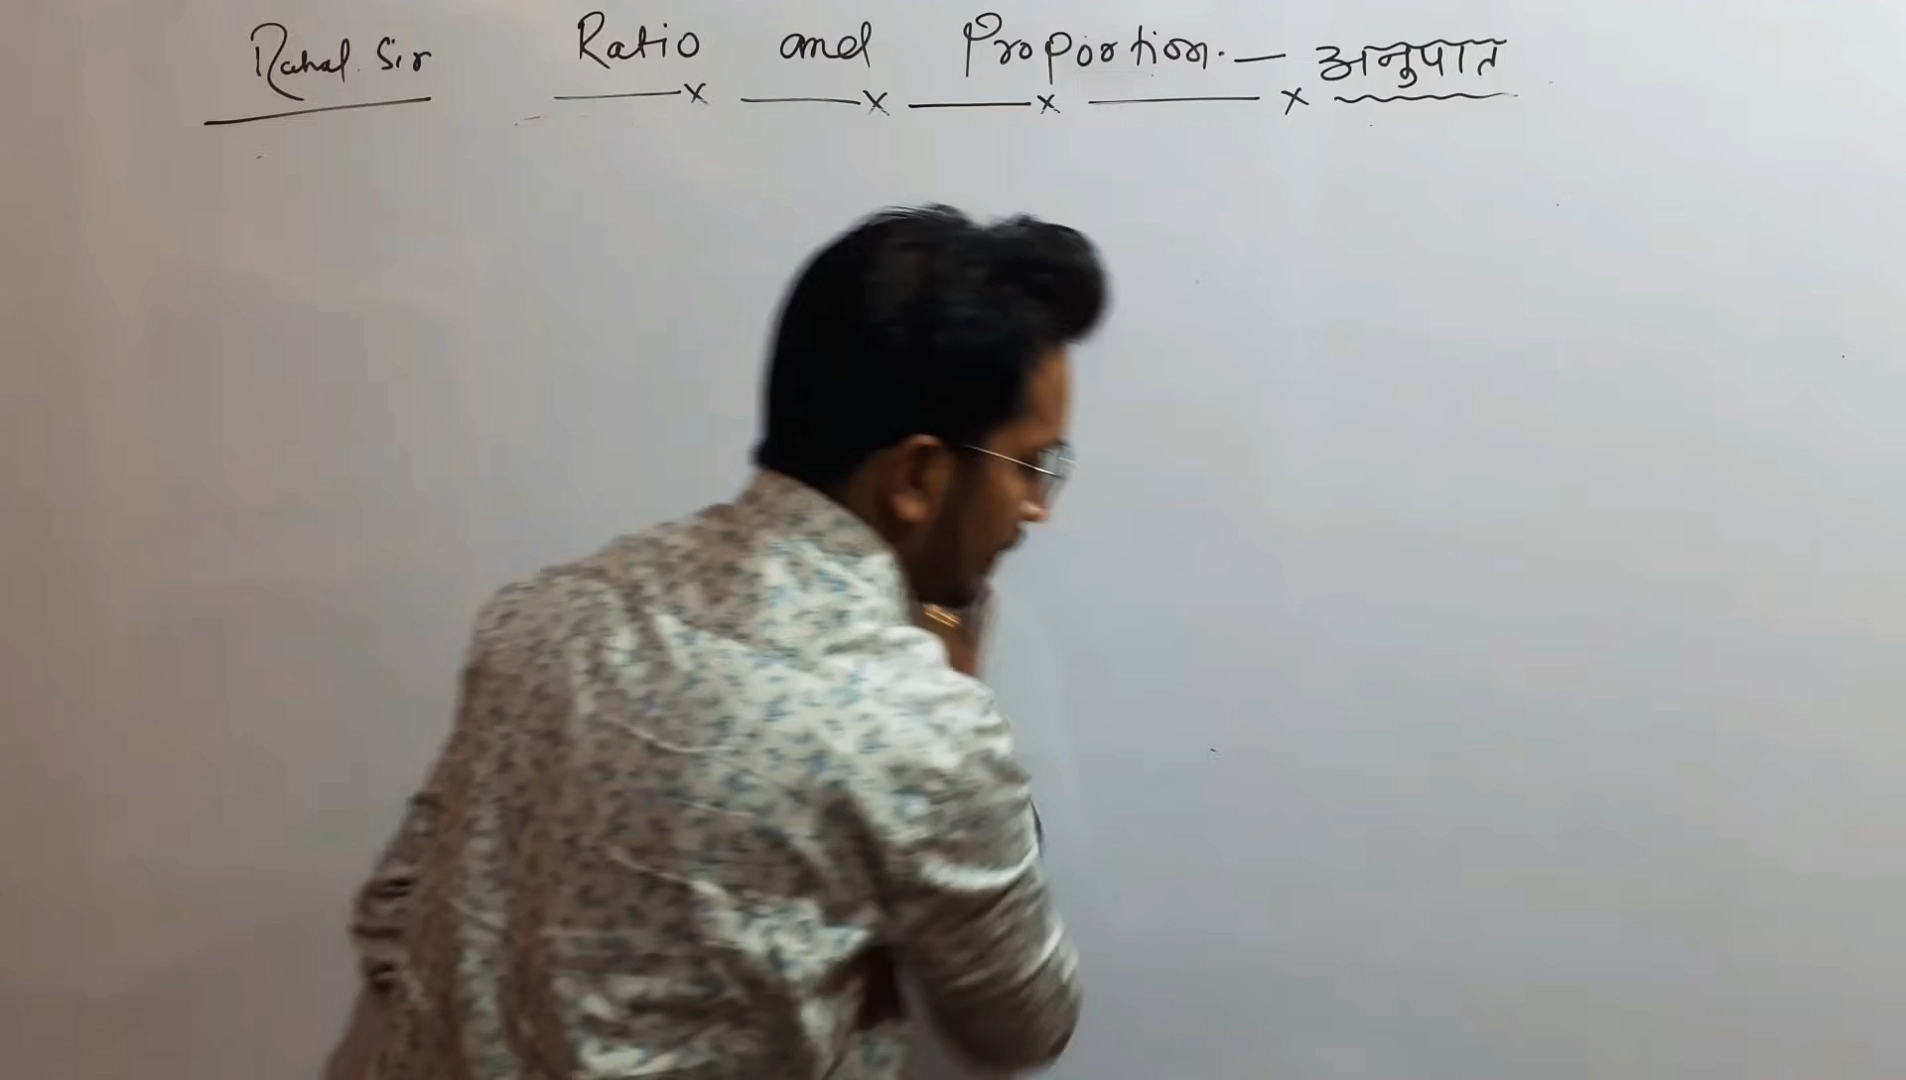 Rahul Sir Ratio and Proportion. — अनुपात